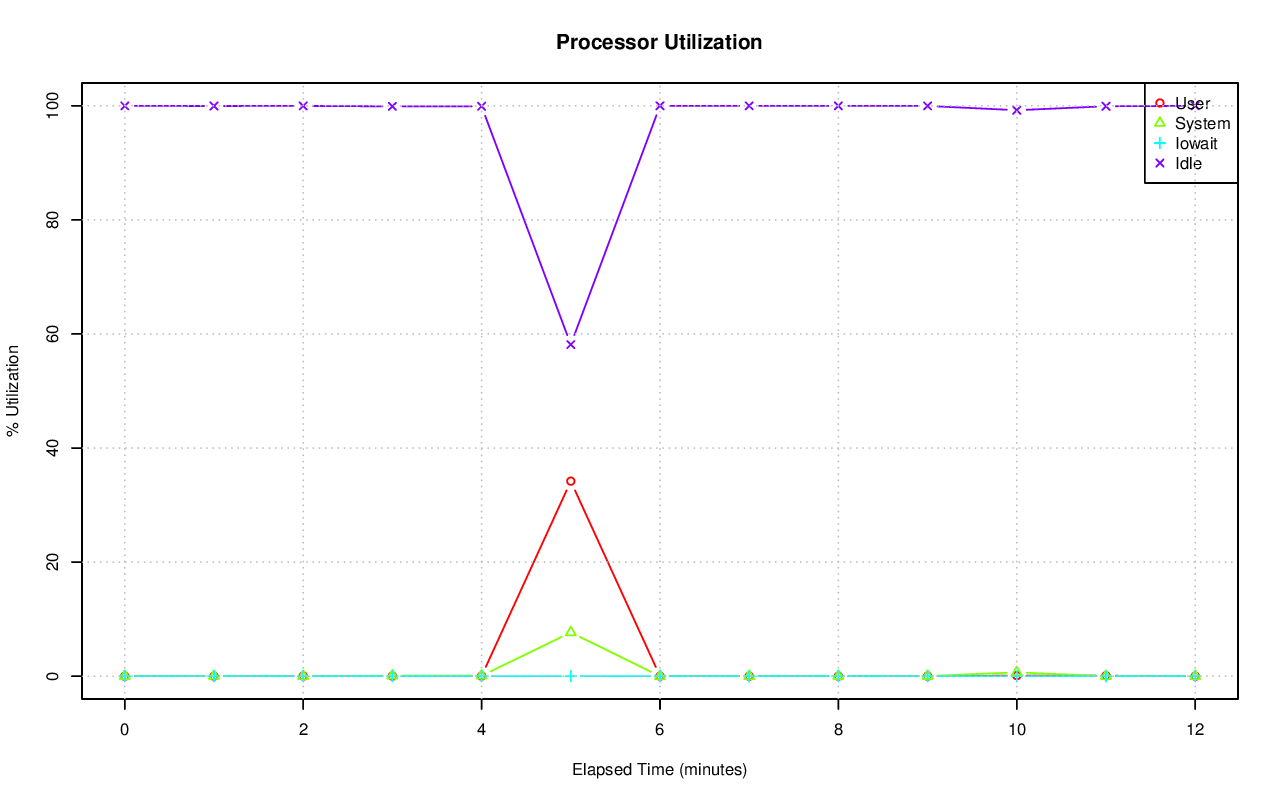 Processor Utilization
User
System
Iowait
Idle
% Utilization
100
80
60
40
20
0
0 2 4 6 8 10 12
Elapsed Time (minutes)